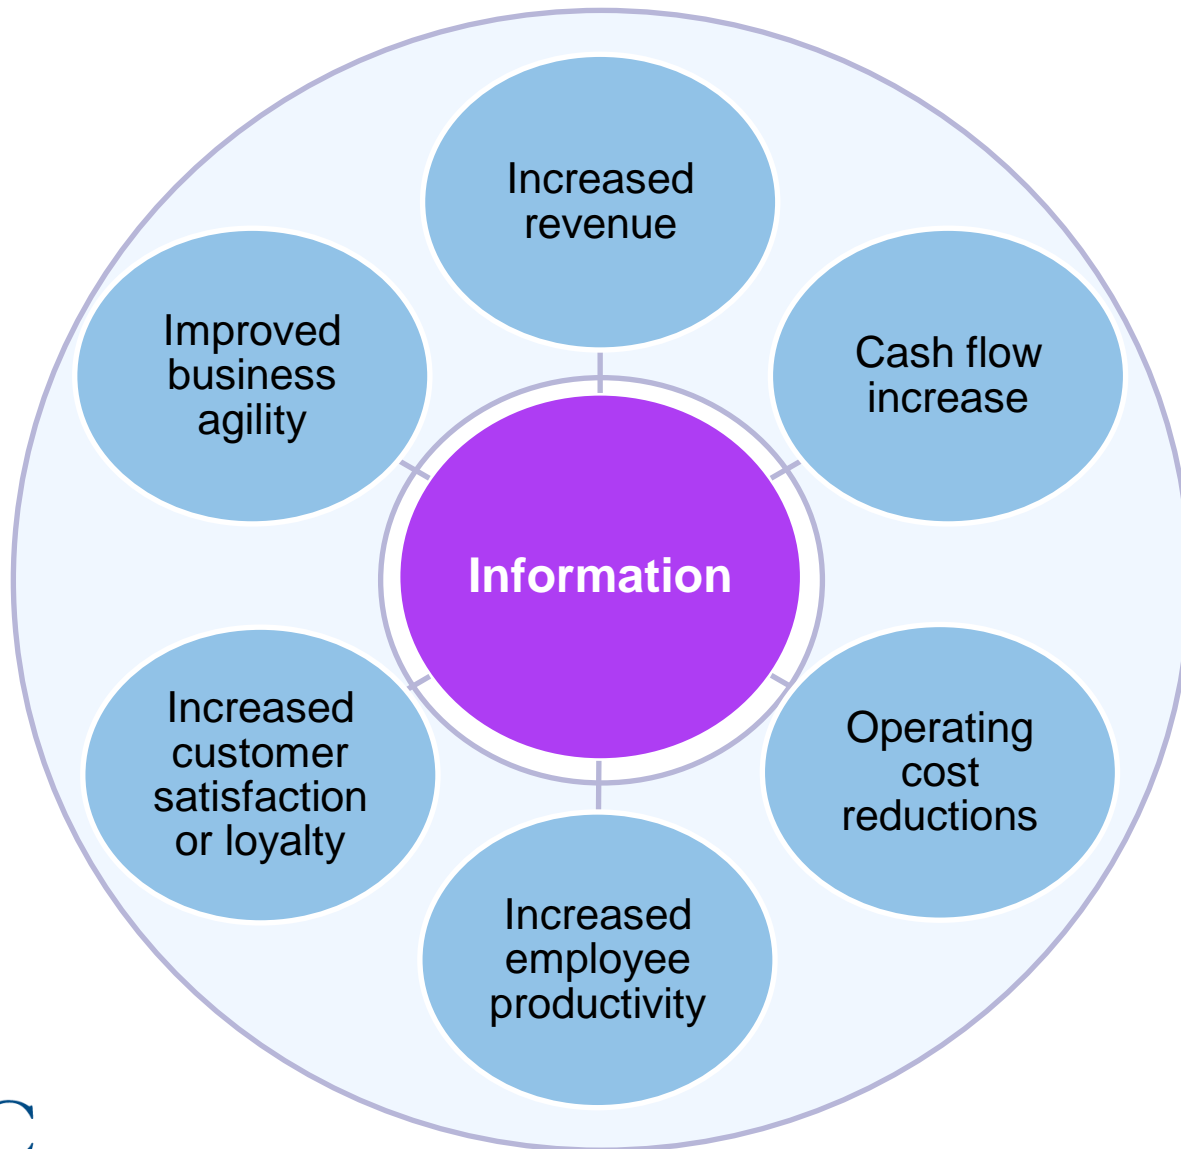 Increased
revenue
Cash flow
increase
Operating
cost
reductions
Increased
employee
productivity
Increased
customer
satisfaction
or loyalty
Improved
business
agility
Information